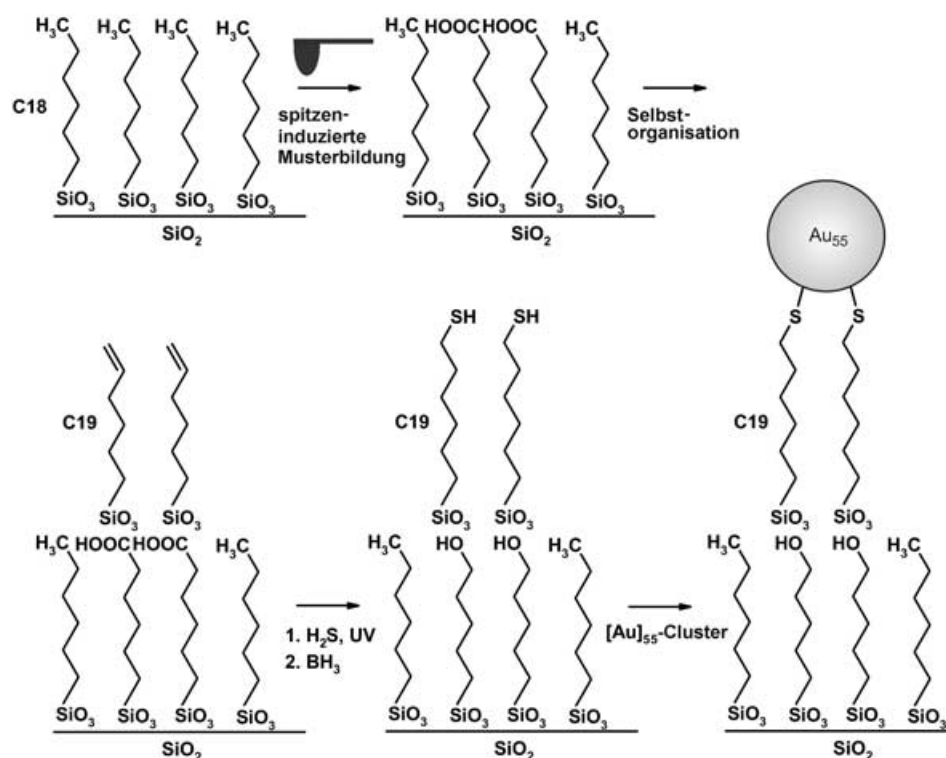 H3C H3C H3C H3C
C18
SiO3 SiO3 SiO3 SiO3
SiO2
spitzen-
induzierte
Musterbildung
H3C HOOC HOOC H3C
SiO3 SiO3 SiO3 SiO3
SiO2
Selbst-
organisation
C19
SiO3 SiO3
H3C HOOC HOOC H3C
SiO3 SiO3 SiO3 SiO3
SiO2
1. H2S, UV
2. BH3
SH SH
C19
SiO3 SiO3
H3C HO HO H3C
SiO3 SiO3 SiO3 SiO3
SiO2
[Au]55-Cluster
Au55
S S
C19
SiO3 SiO3
H3C HO HO H3C
SiO3 SiO3 SiO3 SiO3
SiO2